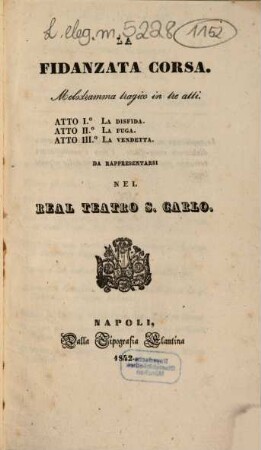 L. eleg. m. 5228
1152
LA
FIDANZATA CORSA.
Melodramma tragico in tre atti.
ATTO I.º LA DISFIDA.
ATTO II.º LA FUGA.
ATTO III.º LA VENDETTA.
DA RAPPRESENTARSI
NEL
REAL TEATRO S. CARLO.
NAPOLI,
Dalla Tipografia Flautina
1842.